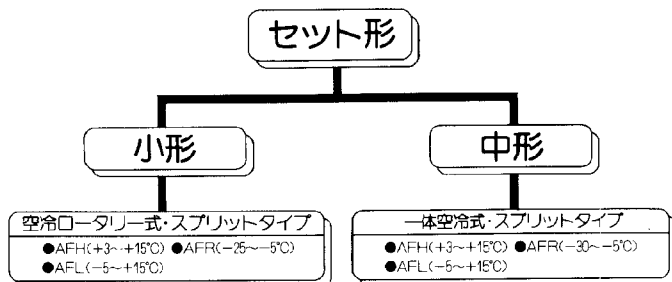 セット形
小形
中形
空冷ロータリー式・スプリットタイプ
●AFH(+3~+15℃) ●AFR(−25~−5℃)
●AFL(−5~+15℃)
一体空冷式・スプリットタイプ
●AFH(+3~+15℃) ●AFR(−30~−5℃)
●AFL(−5~+15℃)